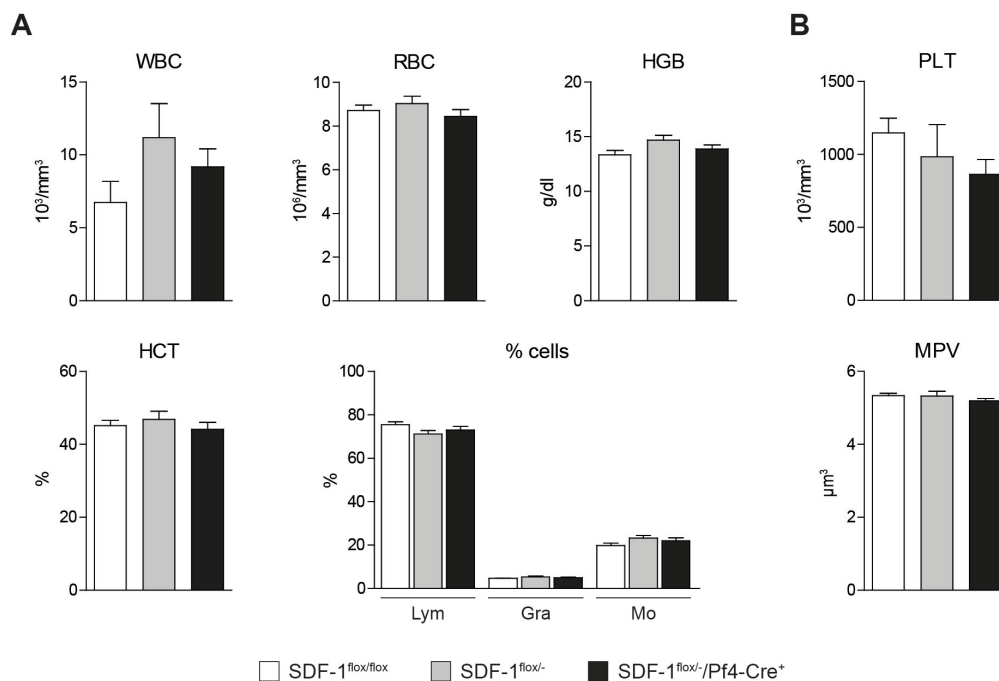 A
B
WBC
15
10
5
0
10³/mm³
RBC
10
8
6
4
2
0
10⁶/mm³
HGB
20
15
10
5
0
g/dl
PLT
1500
1000
500
0
10³/mm³
HCT
60
40
20
0
%
% cells
100
80
60
40
20
0
%
Lym
Gra
Mo
MPV
6
4
2
0
µm³
SDF-1flox/flox
SDF-1flox/-
SDF-1flox/-/Pf4-Cre⁺